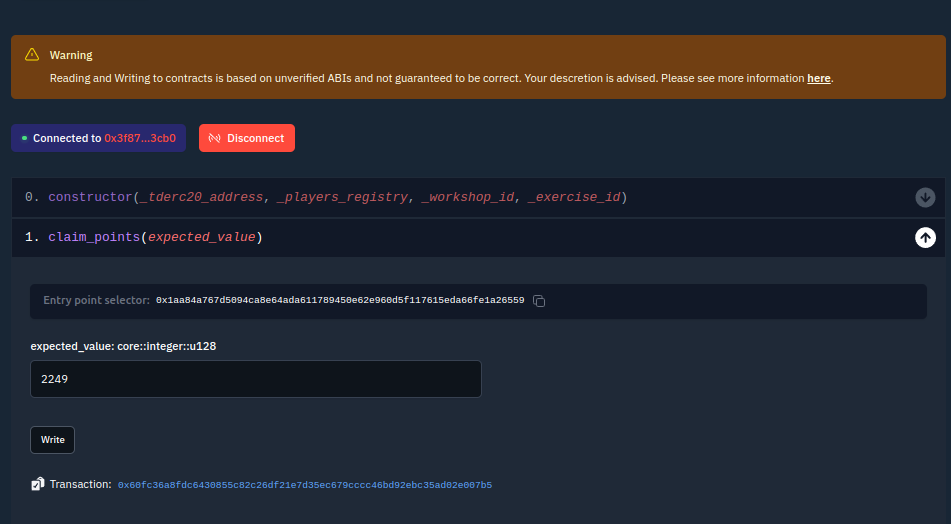 Warning
Reading and Writing to contracts is based on unverified ABIs and not guaranteed to be correct. Your descretion is advised. Please see more information here.
Connected to 0x3f87...3cb0
Disconnect
0. constructor(_tderc20_address, _players_registry, _workshop_id, _exercise_id)
1. claim_points(expected_value)
Entry point selector: 0x1aa84a767d5094ca8e64ada611789450e62e960d5f117615eda66fe1a26559
expected_value: core::integer::u128
2249
Write
Transaction: 0x60fc36a8fdc6430855c82c26df21e7d35ec679cccc46bd92ebc35ad02e007b5